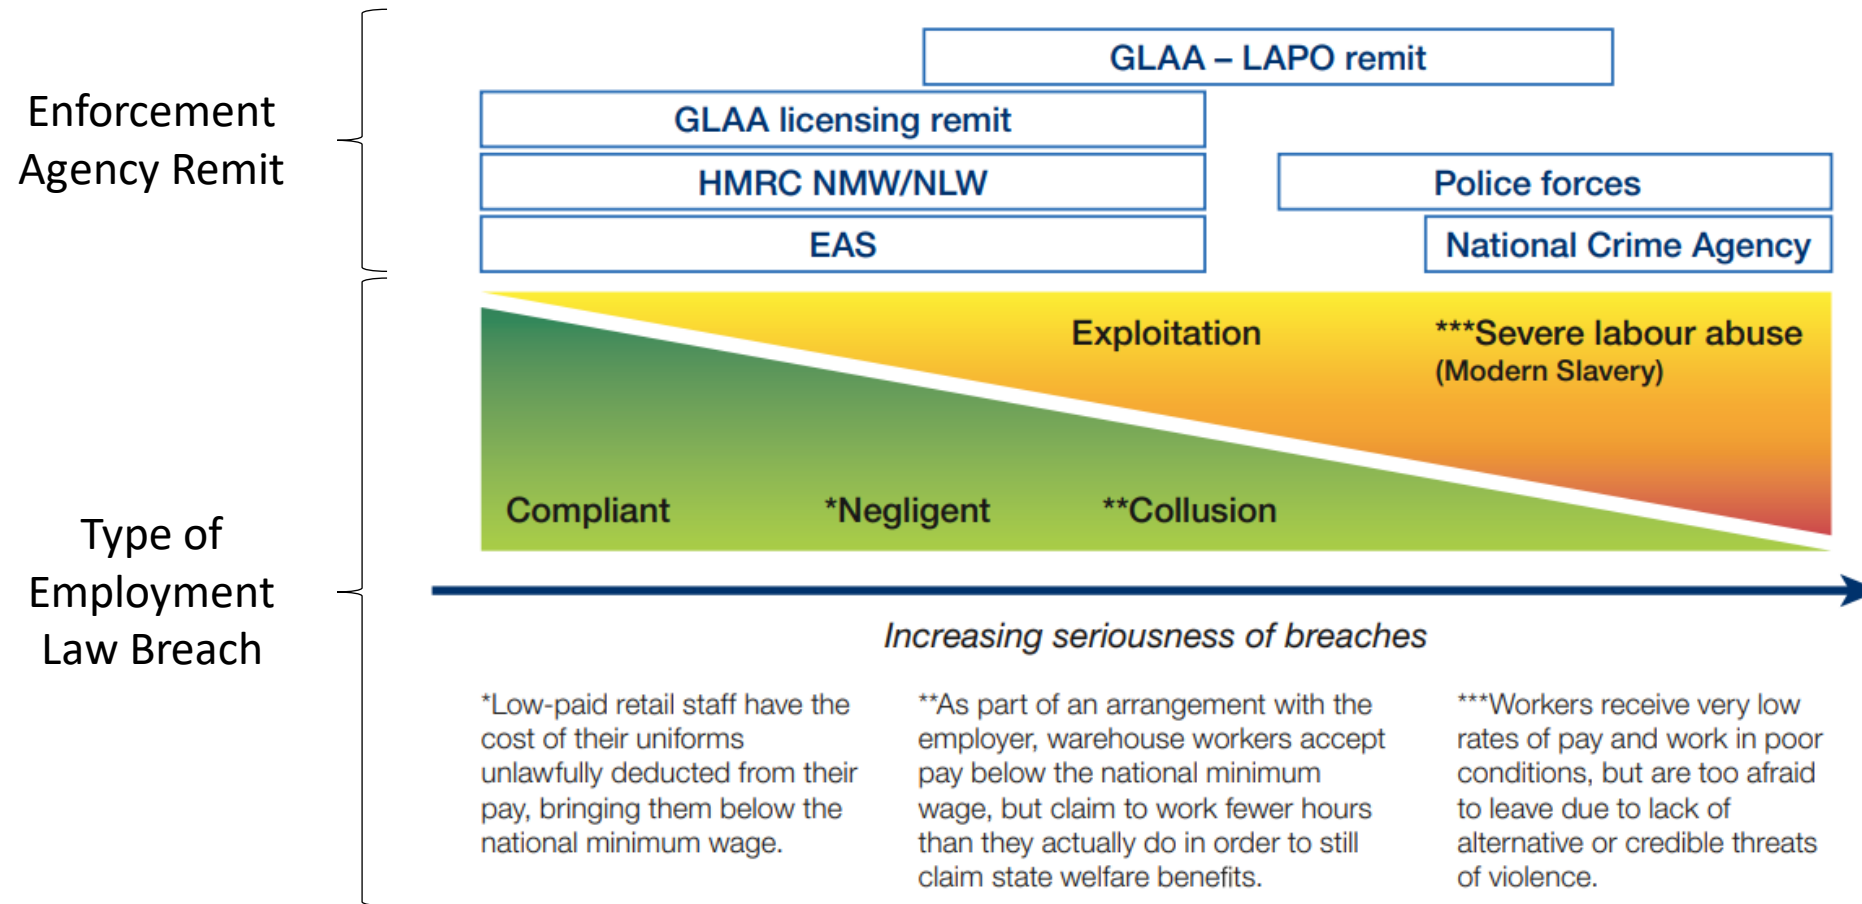 Enforcement
Agency Remit
GLAA – LAPO remit
GLAA licensing remit
HMRC NMW/NLW
Police forces
EAS
National Crime Agency
Type of
Employment
Law Breach
Exploitation
***Severe labour abuse
(Modern Slavery)
Compliant
*Negligent
**Collusion
Increasing seriousness of breaches
*Low-paid retail staff have the
cost of their uniforms
unlawfully deducted from their
pay, bringing them below the
national minimum wage.
**As part of an arrangement with the
employer, warehouse workers accept
pay below the national minimum
wage, but claim to work fewer hours
than they actually do in order to still
claim state welfare benefits.
***Workers receive very low
rates of pay and work in poor
conditions, but are too afraid
to leave due to lack of
alternative or credible threats
of violence.